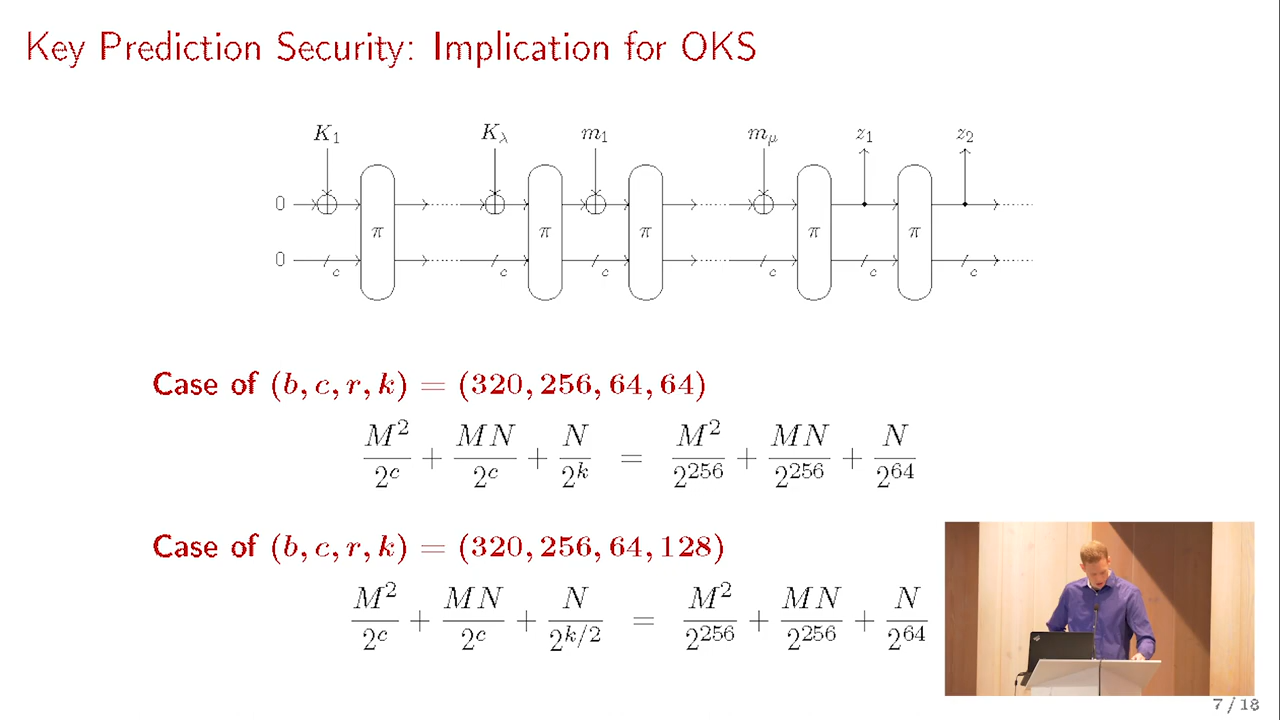 Key Prediction Security: Implication for OKS
K₁ K_λ m₁ m_μ z₁ z₂
0
π π π π π
0
c c c c c c
Case of (b, c, r, k) = (320, 256, 64, 64)
M²/2^c + MN/2^c + N/2^k = M²/2^256 + MN/2^256 + N/2^64
Case of (b, c, r, k) = (320, 256, 64, 128)
M²/2^c + MN/2^c + N/2^{k/2} = M²/2^256 + MN/2^256 + N/2^64
7 / 18